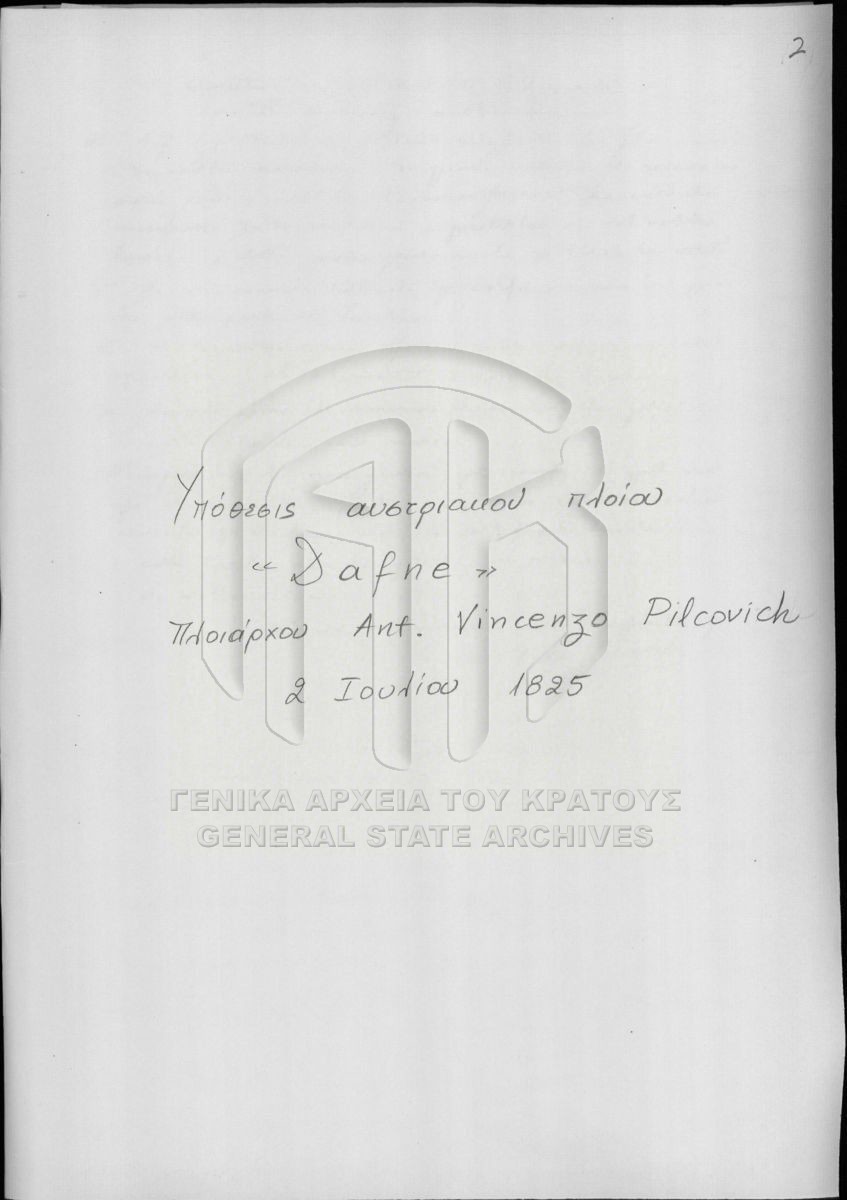 2
Υπόθεσις αυστριακού πλοίου
« Dafne »
Πλοιάρχου Ant. Vincenzo Pilcovich
2 Ιουλίου 1825
ΓΕΝΙΚΑ ΑΡΧΕΙΑ ΤΟΥ ΚΡΑΤΟΥΣ
GENERAL STATE ARCHIVES